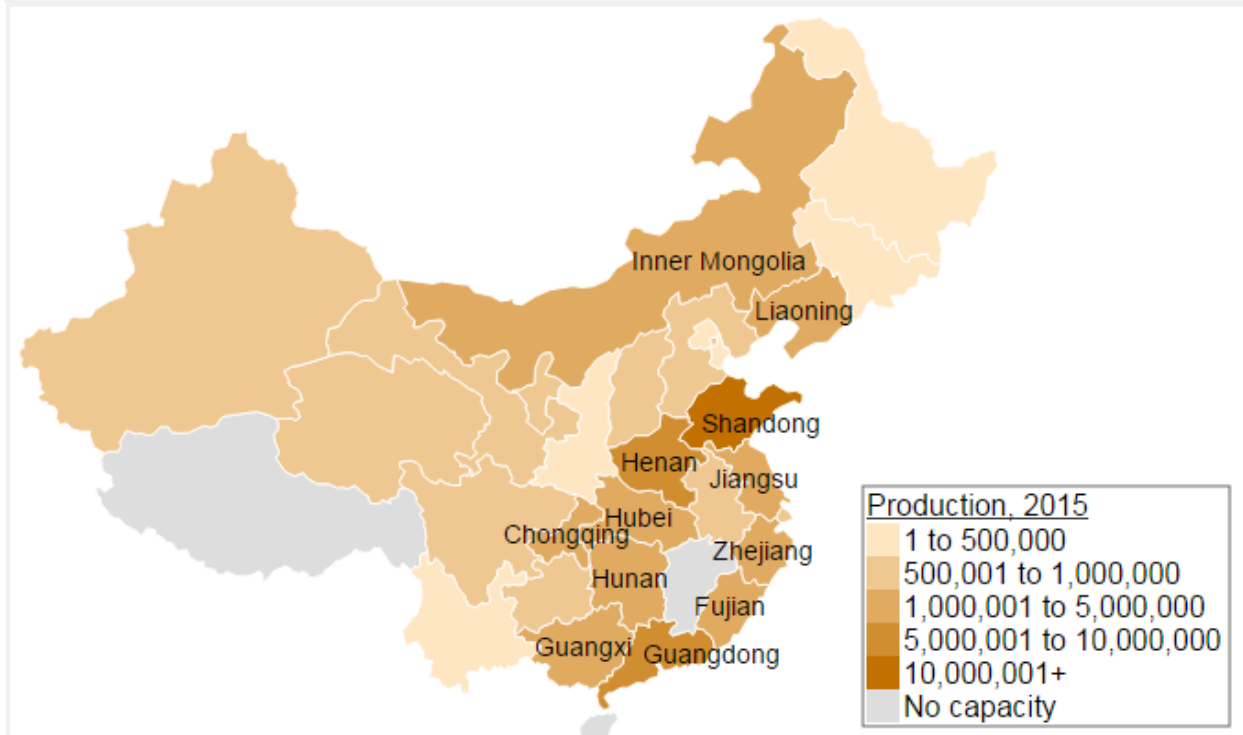 Inner Mongolia
Liaoning
Shandong
Henan
Jiangsu
Hubei
Chongqing
Zhejiang
Hunan
Fujian
Guangxi
Guangdong
Production, 2015
1 to 500,000
500,001 to 1,000,000
1,000,001 to 5,000,000
5,000,001 to 10,000,000
10,000,001+
No capacity